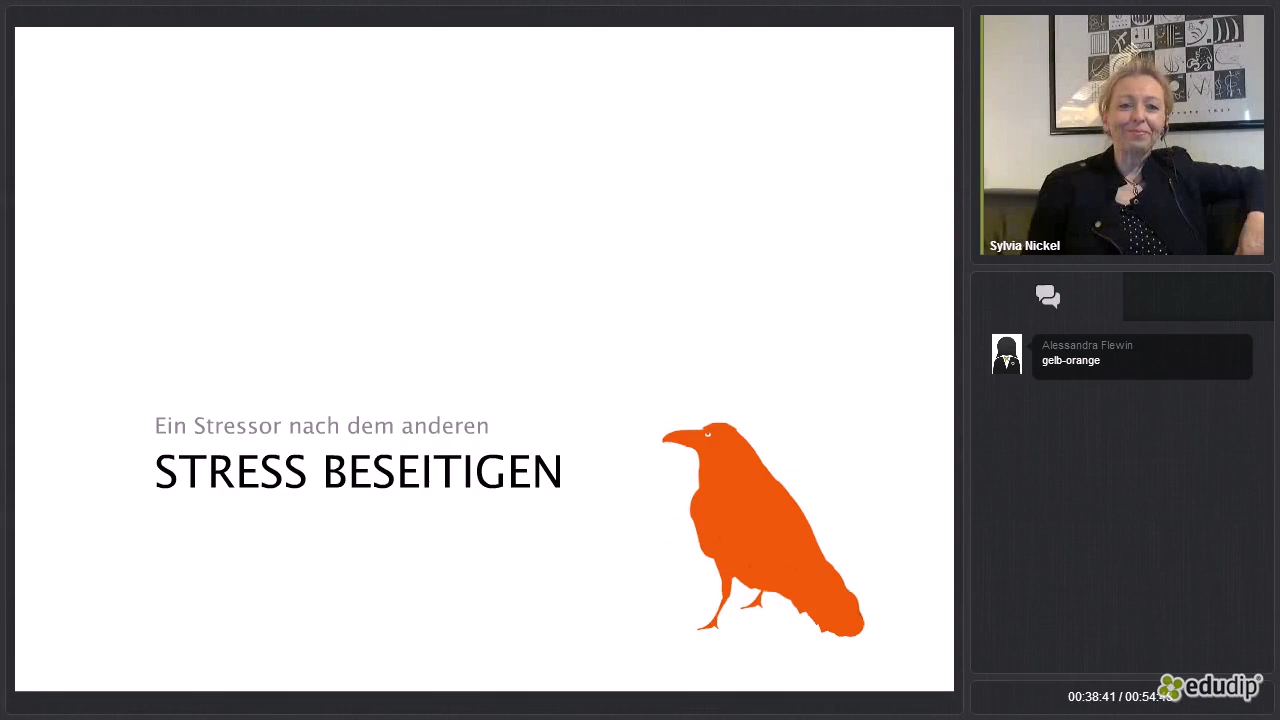 Ein Stressor nach dem anderen
STRESS BESEITIGEN
Sylvia Nickel
Alessandra Flewin
gelb-orange
00:38:41 / 00:54:4
edudip